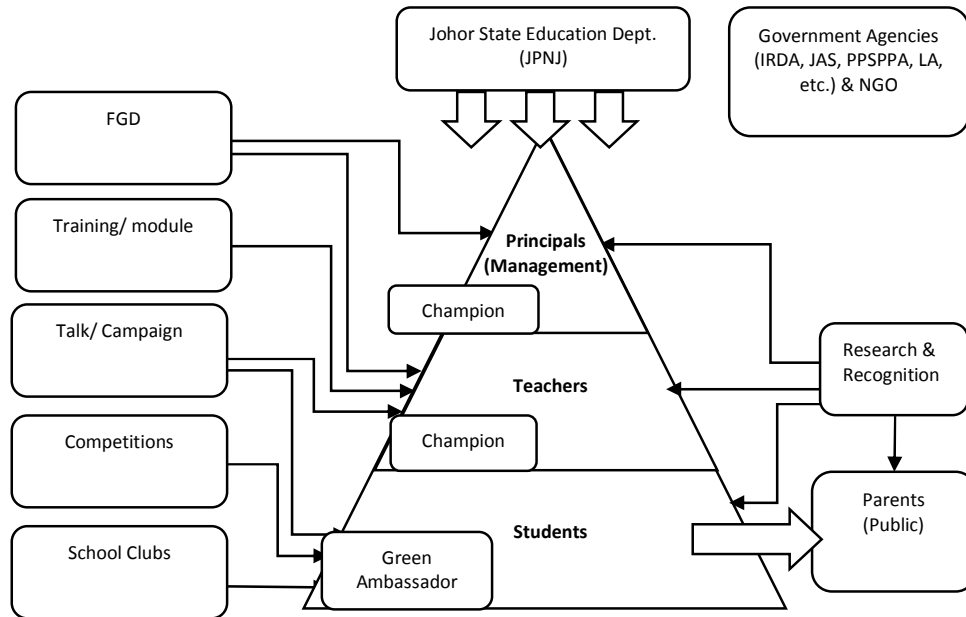 Johor State Education Dept.
(JPNJ)
Government Agencies
(IRDA, JAS, PPSPPA, LA,
etc.) & NGO
FGD
Training/ module
Talk/ Campaign
Competitions
School Clubs
Principals
(Management)
Champion
Teachers
Champion
Students
Green
Ambassador
Research &
Recognition
Parents
(Public)